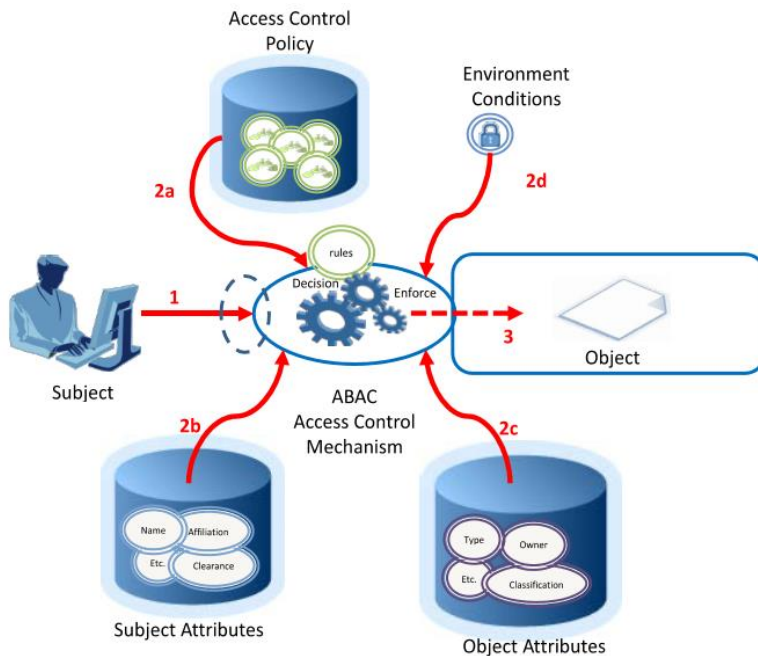 Access Control
Policy
Environment
Conditions
2a
2d
rules
Decision
Enforce
1
3
Subject
Object
ABAC
Access Control
Mechanism
2b
2c
Name
Affiliation
Etc.
Clearance
Type
Owner
Etc.
Classification
Subject Attributes
Object Attributes